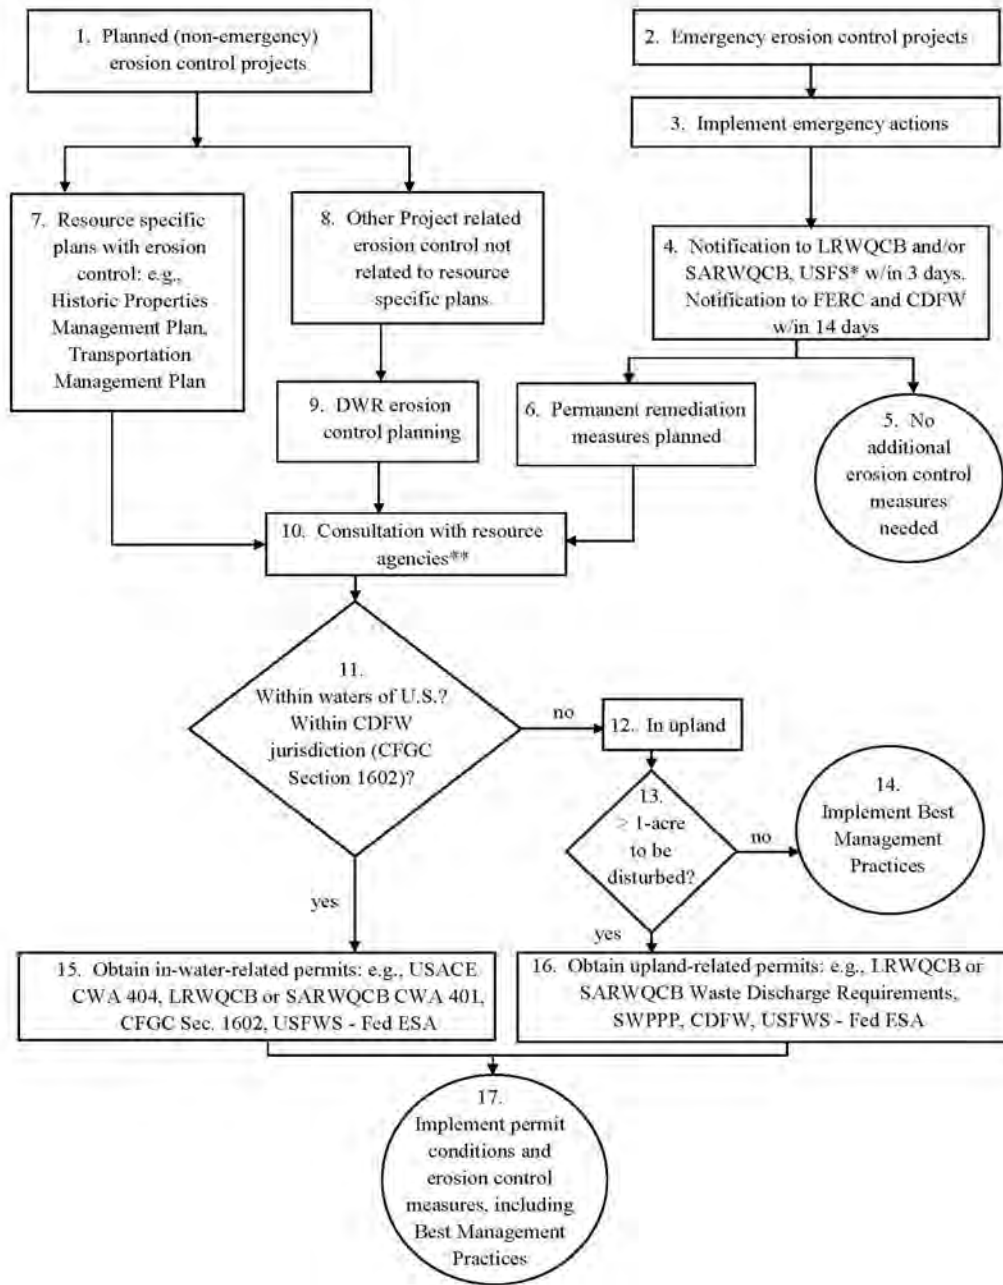 1. Planned (non-emergency)
erosion control projects
2. Emergency erosion control projects
3. Implement emergency actions
7. Resource specific
plans with erosion
control: e.g.,
Historic Properties
Management Plan,
Transportation
Management Plan
8. Other Project related
erosion control not
related to resource
specific plans
4. Notification to LRWQCB and/or
SARWQCB, USFS* w/in 3 days.
Notification to FERC and CDFW
w/in 14 days
9. DWR erosion
control planning
6. Permanent remediation
measures planned
5. No
additional
erosion control
measures
needed
10. Consultation with resource
agencies**
11.
Within waters of U.S.?
Within CDFW
jurisdiction (CFGC
Section 1602)?
no
12. In upland
13.
≥ 1-acre
to be
disturbed?
no
14.
Implement Best
Management
Practices
yes
yes
15. Obtain in-water-related permits: e.g., USACE
CWA 404, LRWQCB or SARWQCB CWA 401,
CFGC Sec. 1602, USFWS - Fed ESA
16. Obtain upland-related permits: e.g., LRWQCB or
SARWQCB Waste Discharge Requirements,
SWPPP, CDFW, USFWS - Fed ESA
17.
Implement permit
conditions and
erosion control
measures, including
Best Management
Practices